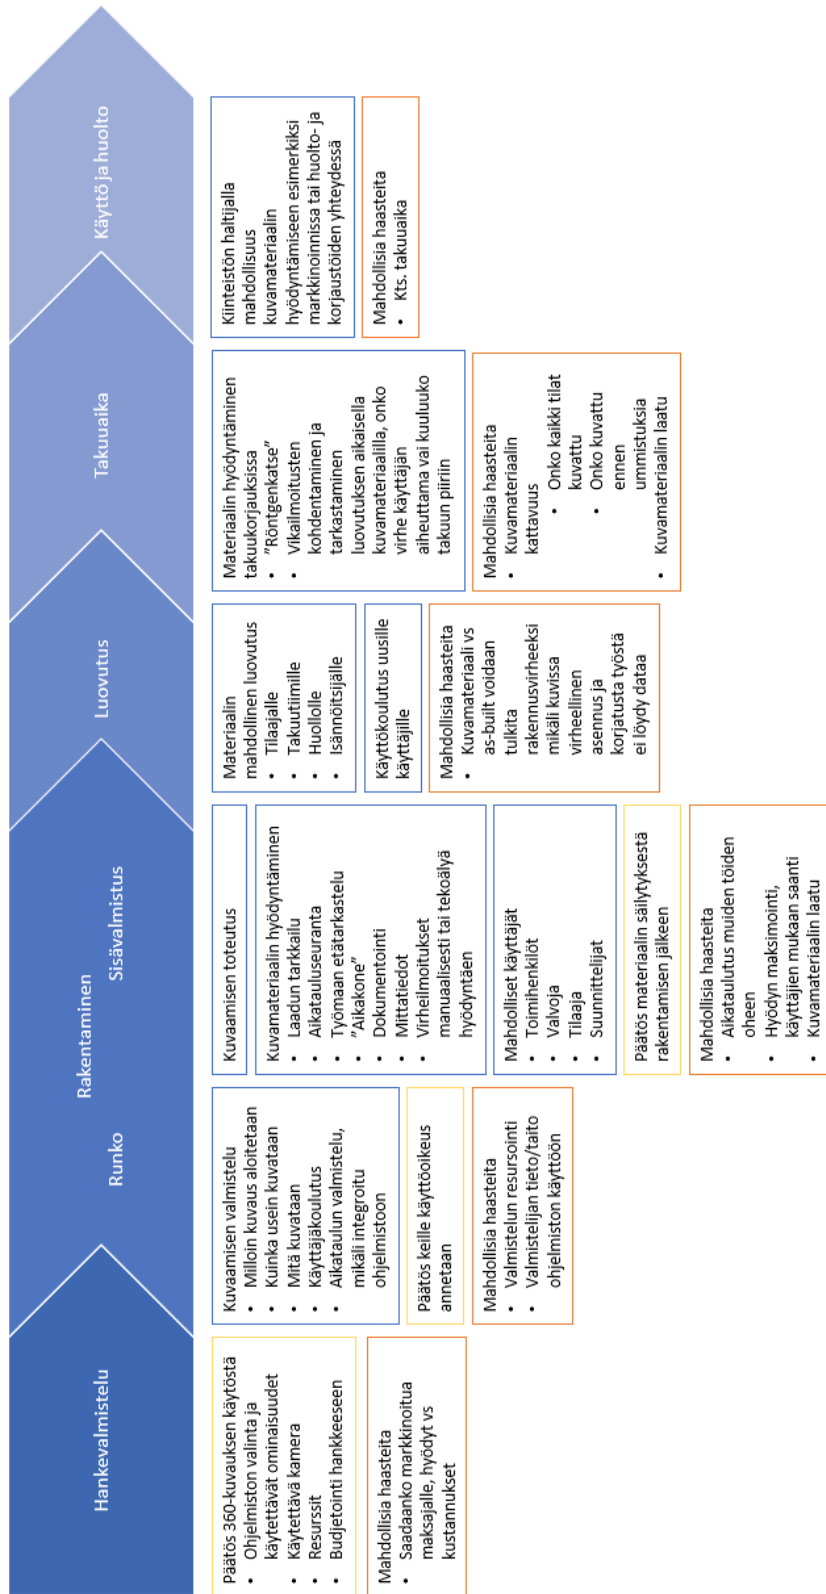 Hankevalmistelu
Rakentaminen
Runko
Sisävalmistus
Luovutus
Takuuaika
Käyttö ja huolto
Päätös 360-kuvauksen käytöstä
• Ohjelmiston valinta ja
käytettävät ominaisuudet
• Käytettävä kamera
• Resurssit
• Budjetointi hankkeeseen
Mahdollisia haasteita
• Saadaanko markkinoitua
maksajalle, hyödyt vs
kustannukset
Kuvaamisen valmistelu
• Milloin kuvaus aloitetaan
• Kuinka usein kuvataan
• Mitä kuvataan
• Käyttäjäkoulutus
• Aikataulun valmistelu,
mikäli integroitu
ohjelmistoon
Päätös keille käyttöoikeus
annetaan
Mahdollisia haasteita
• Valmistelun resursointi
• Valmistelijan tieto/taito
ohjelmiston käyttöön
Kuvaamisen toteutus
Kuvamateriaalin hyödyntäminen
• Laadun tarkkailu
• Aikatauluseuranta
• Työmaan etätarkastelu
• ”Aikakone”
• Dokumentointi
• Mittatiedot
• Virheilmoitukset
manuaalisesti tai tekoälyä
hyödyntäen
Mahdolliset käyttäjät
• Toimihenkilöt
• Valvoja
• Tilaaja
• Suunnittelijat
Päätös materiaalin säilytyksestä
rakentamisen jälkeen
Mahdollisia haasteita
• Aikataulutus muiden töiden
oheen
• Hyödyn maksimointi,
käyttäjien mukaan saanti
• Kuvamateriaalin laatu
Materiaalin
mahdollinen luovutus
• Tilaajalle
• Takuutiimille
• Huollolle
• Isännöitsijälle
Käyttökoulutus uusille
käyttäjille
Mahdollisia haasteita
• Kuvamateriaali vs
as-built voidaan
tulkita
rakennusvirheeksi
mikäli kuvissa
virheellinen
asennus ja
korjatusta työstä
ei löydy dataa
Materiaalin hyödyntäminen
takuukorjauksissa
• ”Röntgenkatse”
• Vikailmoitusten
kohdentaminen ja
tarkastaminen
luovutuksen aikaisella
kuvamateriaalilla, onko
virhe käyttäjän
aiheuttama vai kuuluuko
takuun piiriin
Mahdollisia haasteita
• Kuvamateriaalin
kattavuus
• Onko kaikki tilat
kuvattu
• Onko kuvattu
ennen
ummistuksia
• Kuvamateriaalin laatu
Kiinteistön haltijalla
mahdollisuus
kuvamateriaalin
hyödyntämiseen esimerkiksi
markkinoinnissa tai huolto- ja
korjaustöiden yhteydessä
Mahdollisia haasteita
• Kts. takuuaika